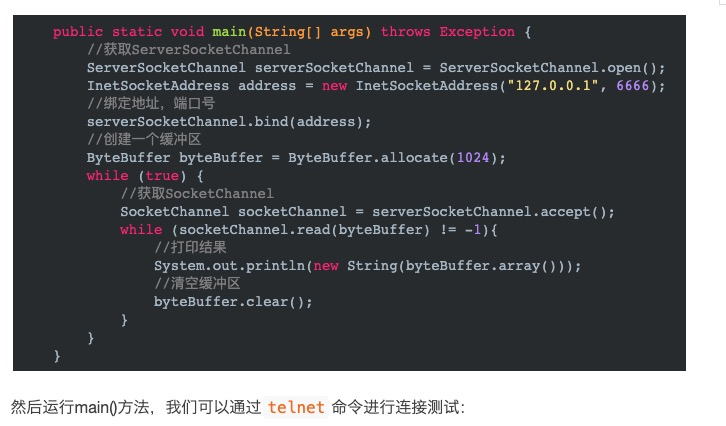 public static void main(String[] args) throws Exception {
//获取ServerSocketChannel
ServerSocketChannel serverSocketChannel = ServerSocketChannel.open();
InetSocketAddress address = new InetSocketAddress("127.0.0.1", 6666);
//绑定地址，端口号
serverSocketChannel.bind(address);
//创建一个缓冲区
ByteBuffer byteBuffer = ByteBuffer.allocate(1024);
while (true) {
//获取SocketChannel
SocketChannel socketChannel = serverSocketChannel.accept();
while (socketChannel.read(byteBuffer) != -1){
//打印结果
System.out.println(new String(byteBuffer.array()));
//清空缓冲区
byteBuffer.clear();
}
}
}
然后运行main()方法，我们可以通过 telnet 命令进行连接测试：